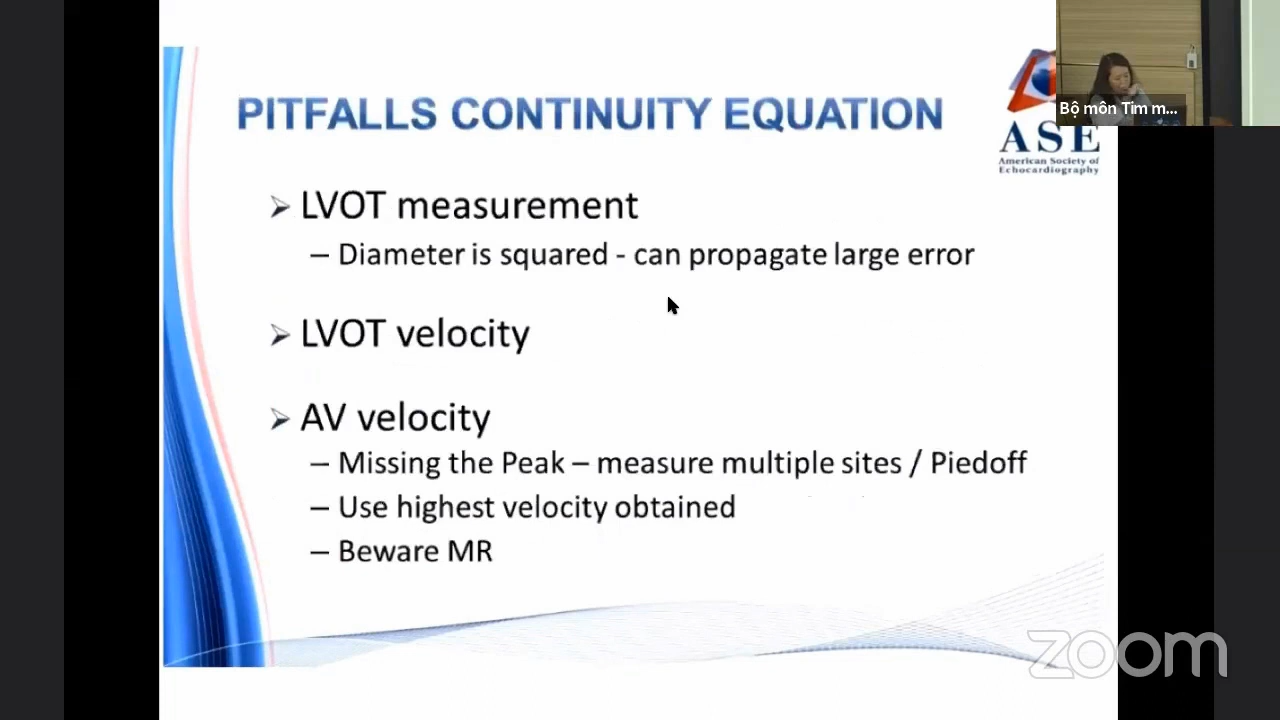 PITFALLS CONTINUITY EQUATION
Bộ môn Tim m...
ASE
American Society of
Echocardiography
➢ LVOT measurement
– Diameter is squared - can propagate large error
➢ LVOT velocity
➢ AV velocity
– Missing the Peak – measure multiple sites / Piedoff
– Use highest velocity obtained
– Beware MR
zoom